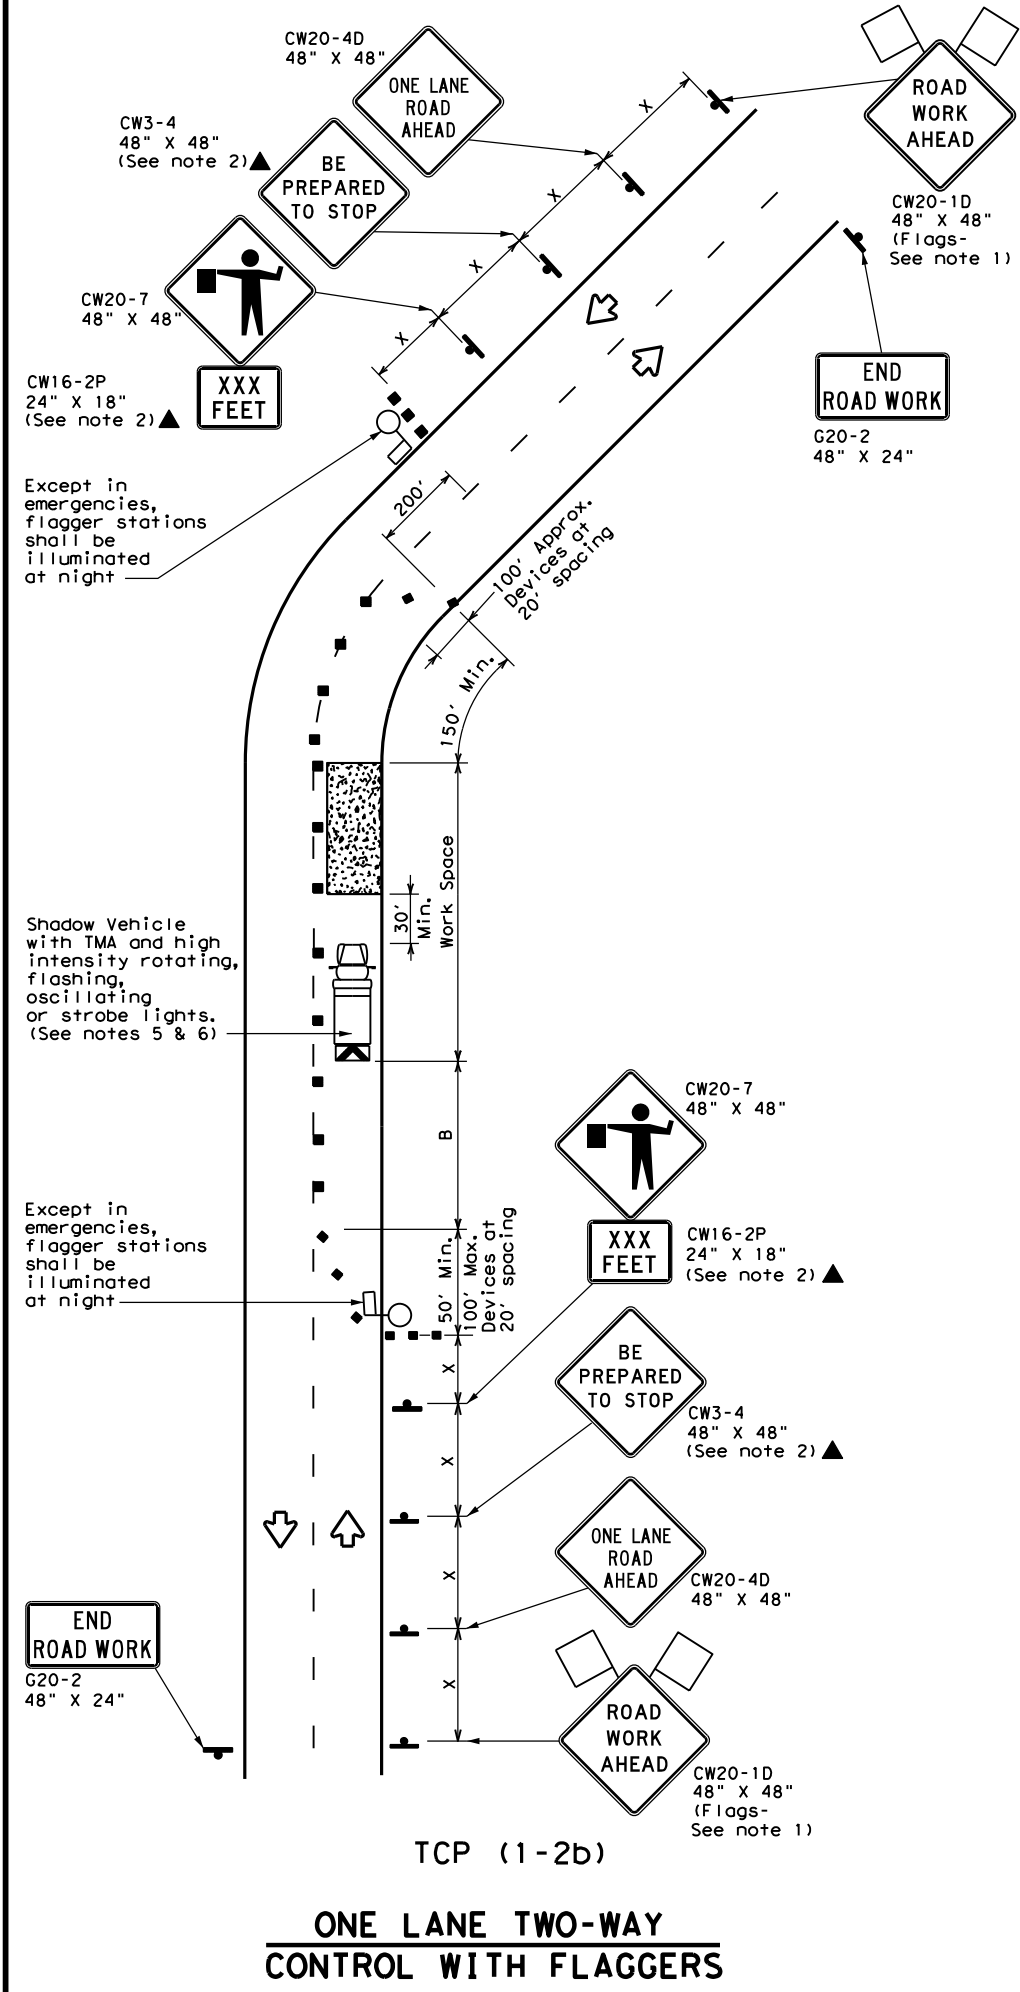 CW20-4D
48" X 48"
ONE LANE
ROAD
AHEAD
X
ROAD
WORK
AHEAD
CW20-1D
48" X 48"
(Flags-
See note 1)
CW3-4
48" X 48"
(See note 2)
BE
PREPARED
TO STOP
X
X
X
CW20-7
48" X 48"
CW16-2P
24" X 18"
(See note 2)
XXX
FEET
END
ROAD WORK
G20-2
48" X 24"
Except in
emergencies,
flagger stations
shall be
illuminated
at night
200'
100' Approx.
Devices at
20' spacing
150' Min.
Work Space
30'
Min.
Shadow Vehicle
with TMA and high
intensity rotating,
flashing,
oscillating
or strobe lights.
(See notes 5 & 6)
B
CW20-7
48" X 48"
XXX
FEET
CW16-2P
24" X 18"
(See note 2)
Except in
emergencies,
flagger stations
shall be
illuminated
at night
50' Min.
100' Max.
Devices at
20' spacing
X
BE
PREPARED
TO STOP
CW3-4
48" X 48"
(See note 2)
X
ONE LANE
ROAD
AHEAD
CW20-4D
48" X 48"
X
END
ROAD WORK
G20-2
48" X 24"
X
ROAD
WORK
AHEAD
CW20-1D
48" X 48"
(Flags-
See note 1)
TCP (1-2b)
ONE LANE TWO-WAY
CONTROL WITH FLAGGERS